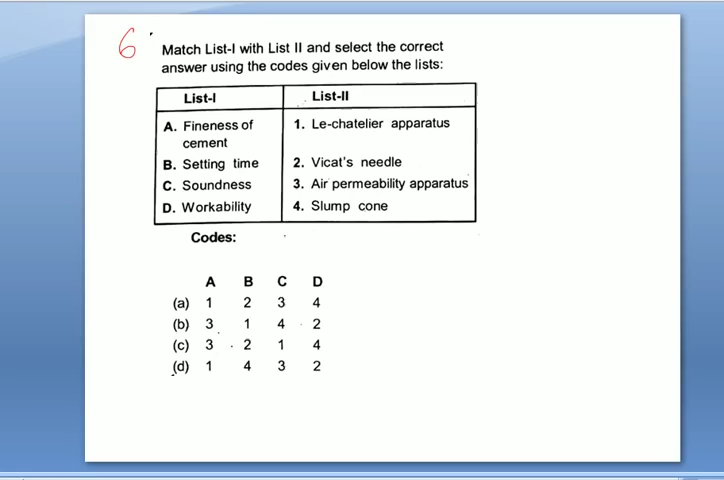 6
Match List-I with List II and select the correct
answer using the codes given below the lists:
List-I List-II
A. Fineness of 1. Le-chatelier apparatus
cement
B. Setting time 2. Vicat's needle
C. Soundness 3. Air permeability apparatus
D. Workability 4. Slump cone
Codes:
A B C D
(a) 1 2 3 4
(b) 3 1 4 2
(c) 3 2 1 4
(d) 1 4 3 2